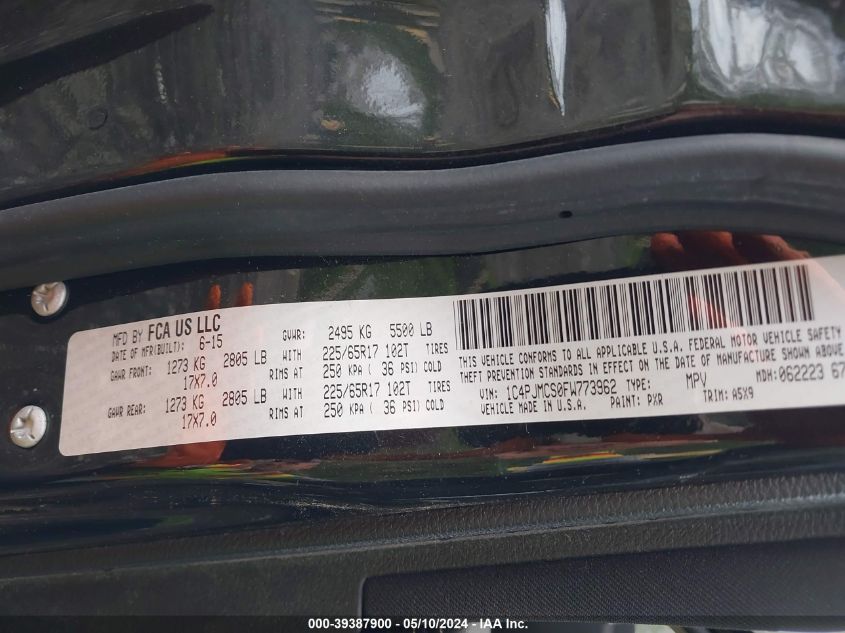 MFD BY FCA US LLC
DATE OF MFR(BUILT): 6-15 GVWR: 2495 KG 5500 LB
GAWR FRONT: 1273 KG 2805 LB WITH 225/65R17 102T TIRES
17X7.0 RIMS AT 250 KPA ( 36 PSI) COLD
GAWR REAR: 1273 KG 2805 LB WITH 225/65R17 102T TIRES
17X7.0 RIMS AT 250 KPA ( 36 PSI) COLD
THIS VEHICLE CONFORMS TO ALL APPLICABLE U.S.A. FEDERAL MOTOR VEHICLE SAFETY
THEFT PREVENTION STANDARDS IN EFFECT ON THE DATE OF MANUFACTURE SHOWN ABOVE
VIN: 1C4PJMCS0FW773962 TYPE: MPV MDH: 062223 67
VEHICLE MADE IN U.S.A. PAINT: PXR TRIM: A5X9
000-39387900 - 05/10/2024 - IAA Inc.